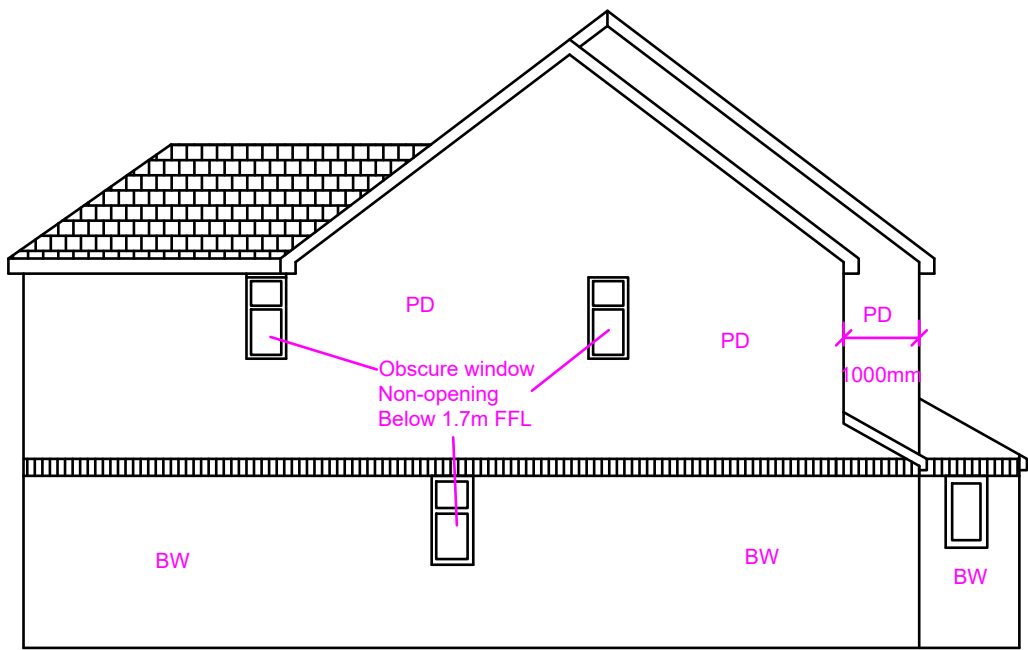 PD
PD
PD
1000mm
Obscure window
Non-opening
Below 1.7m FFL
BW
BW
BW